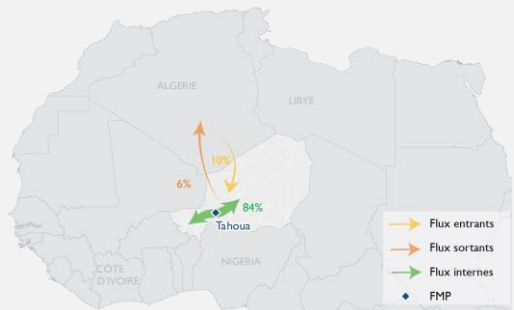 ALGERIE
LIBYE
10%
6%
84%
Tahoua
CÔTE
D'IVOIRE
NIGERIA
Flux entrants
Flux sortants
Flux internes
FMP